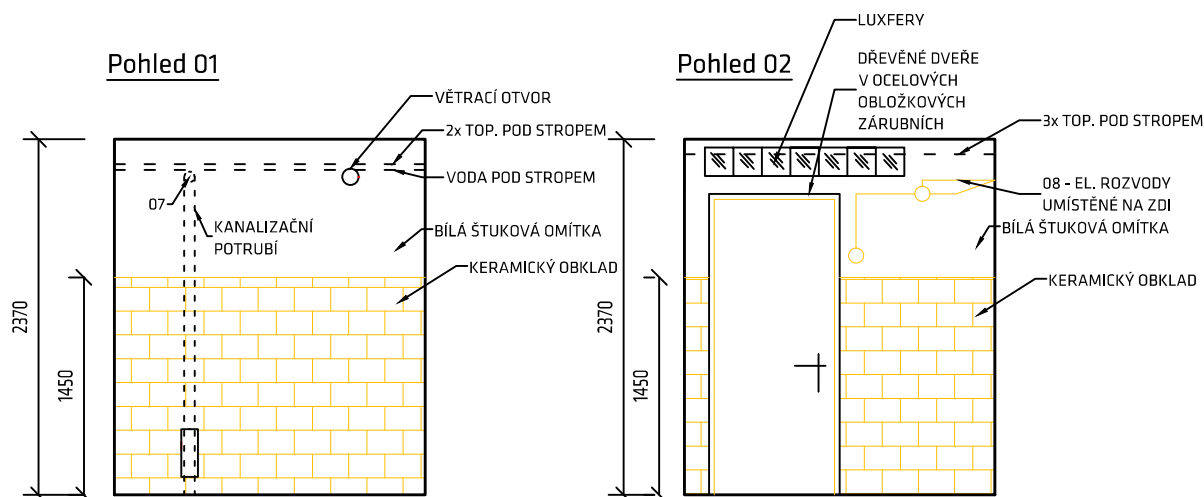 Pohled 01
VĚTRACÍ OTVOR
2x TOP. POD STROPEM
VODA POD STROPEM
07
KANALIZAČNÍ
POTRUBÍ
BÍLÁ ŠTUKOVÁ OMÍTKA
KERAMICKÝ OBKLAD
2370
1450
Pohled 02
LUXFERY
DŘEVĚNÉ DVEŘE
V OCELOVÝCH
OBLOŽKOVÝCH
ZÁRUBNÍCH
3x TOP. POD STROPEM
08 - EL. ROZVODY
UMÍSTĚNÉ NA ZDI
BÍLÁ ŠTUKOVÁ OMÍTKA
KERAMICKÝ OBKLAD
2370
1450